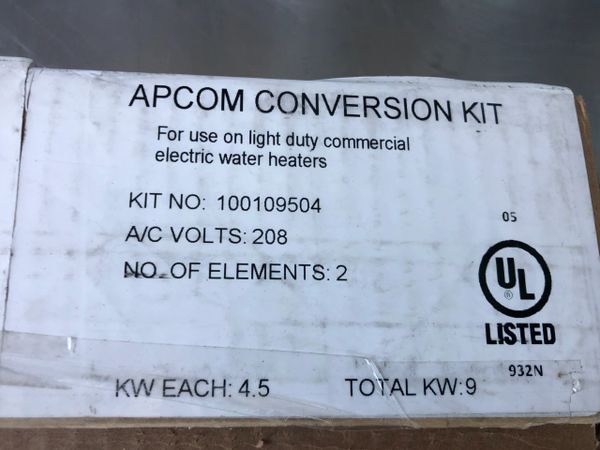 APCOM CONVERSION KIT
For use on light duty commercial
electric water heaters
KIT NO: 100109504
A/C VOLTS: 208
NO. OF ELEMENTS: 2
05
UL
®
LISTED
932N
KW EACH: 4.5 TOTAL KW:9